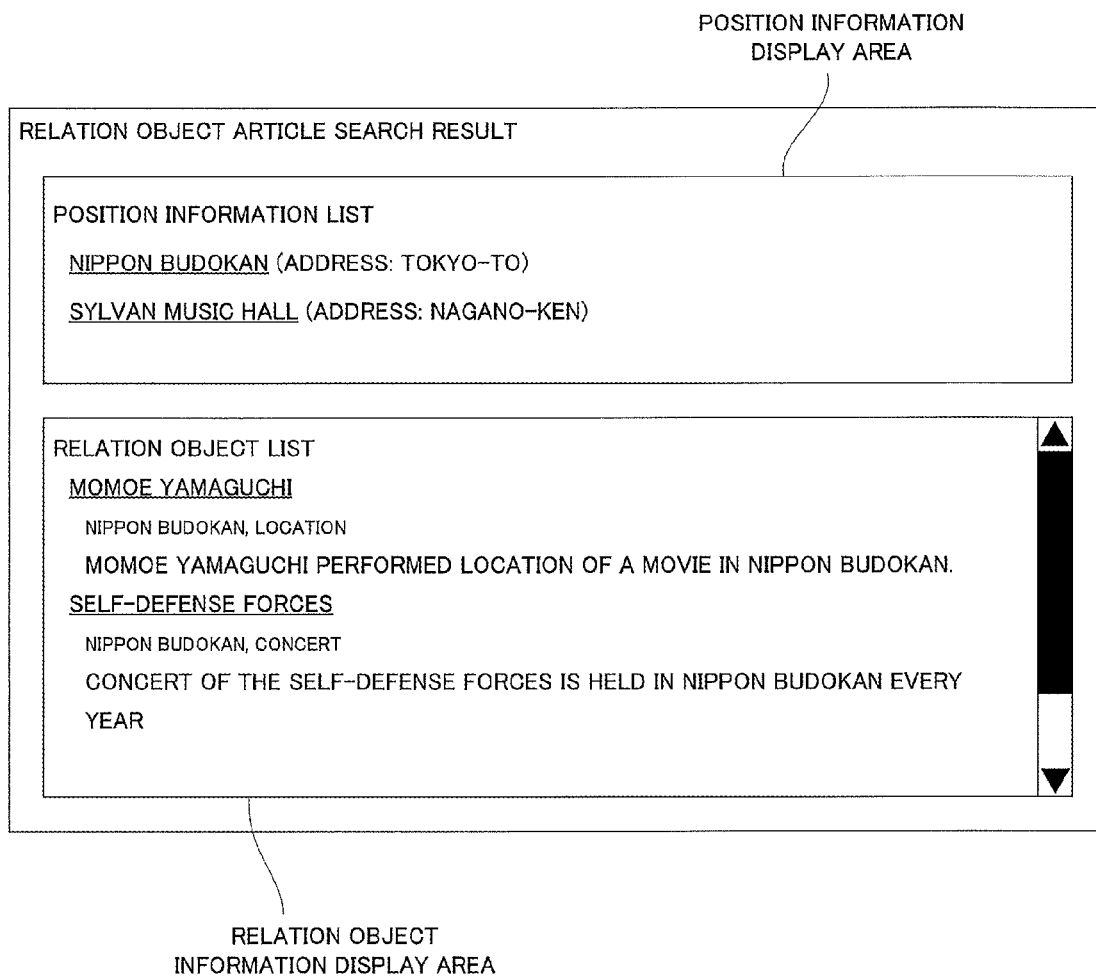 POSITION INFORMATION
DISPLAY AREA
RELATION OBJECT ARTICLE SEARCH RESULT
POSITION INFORMATION LIST
NIPPON BUDOKAN (ADDRESS: TOKYO-TO)
SYLVAN MUSIC HALL (ADDRESS: NAGANO-KEN)
RELATION OBJECT LIST
MOMOE YAMAGUCHI
NIPPON BUDOKAN, LOCATION
MOMOE YAMAGUCHI PERFORMED LOCATION OF A MOVIE IN NIPPON BUDOKAN.
SELF-DEFENSE FORCES
NIPPON BUDOKAN, CONCERT
CONCERT OF THE SELF-DEFENSE FORCES IS HELD IN NIPPON BUDOKAN EVERY
YEAR
RELATION OBJECT
INFORMATION DISPLAY AREA